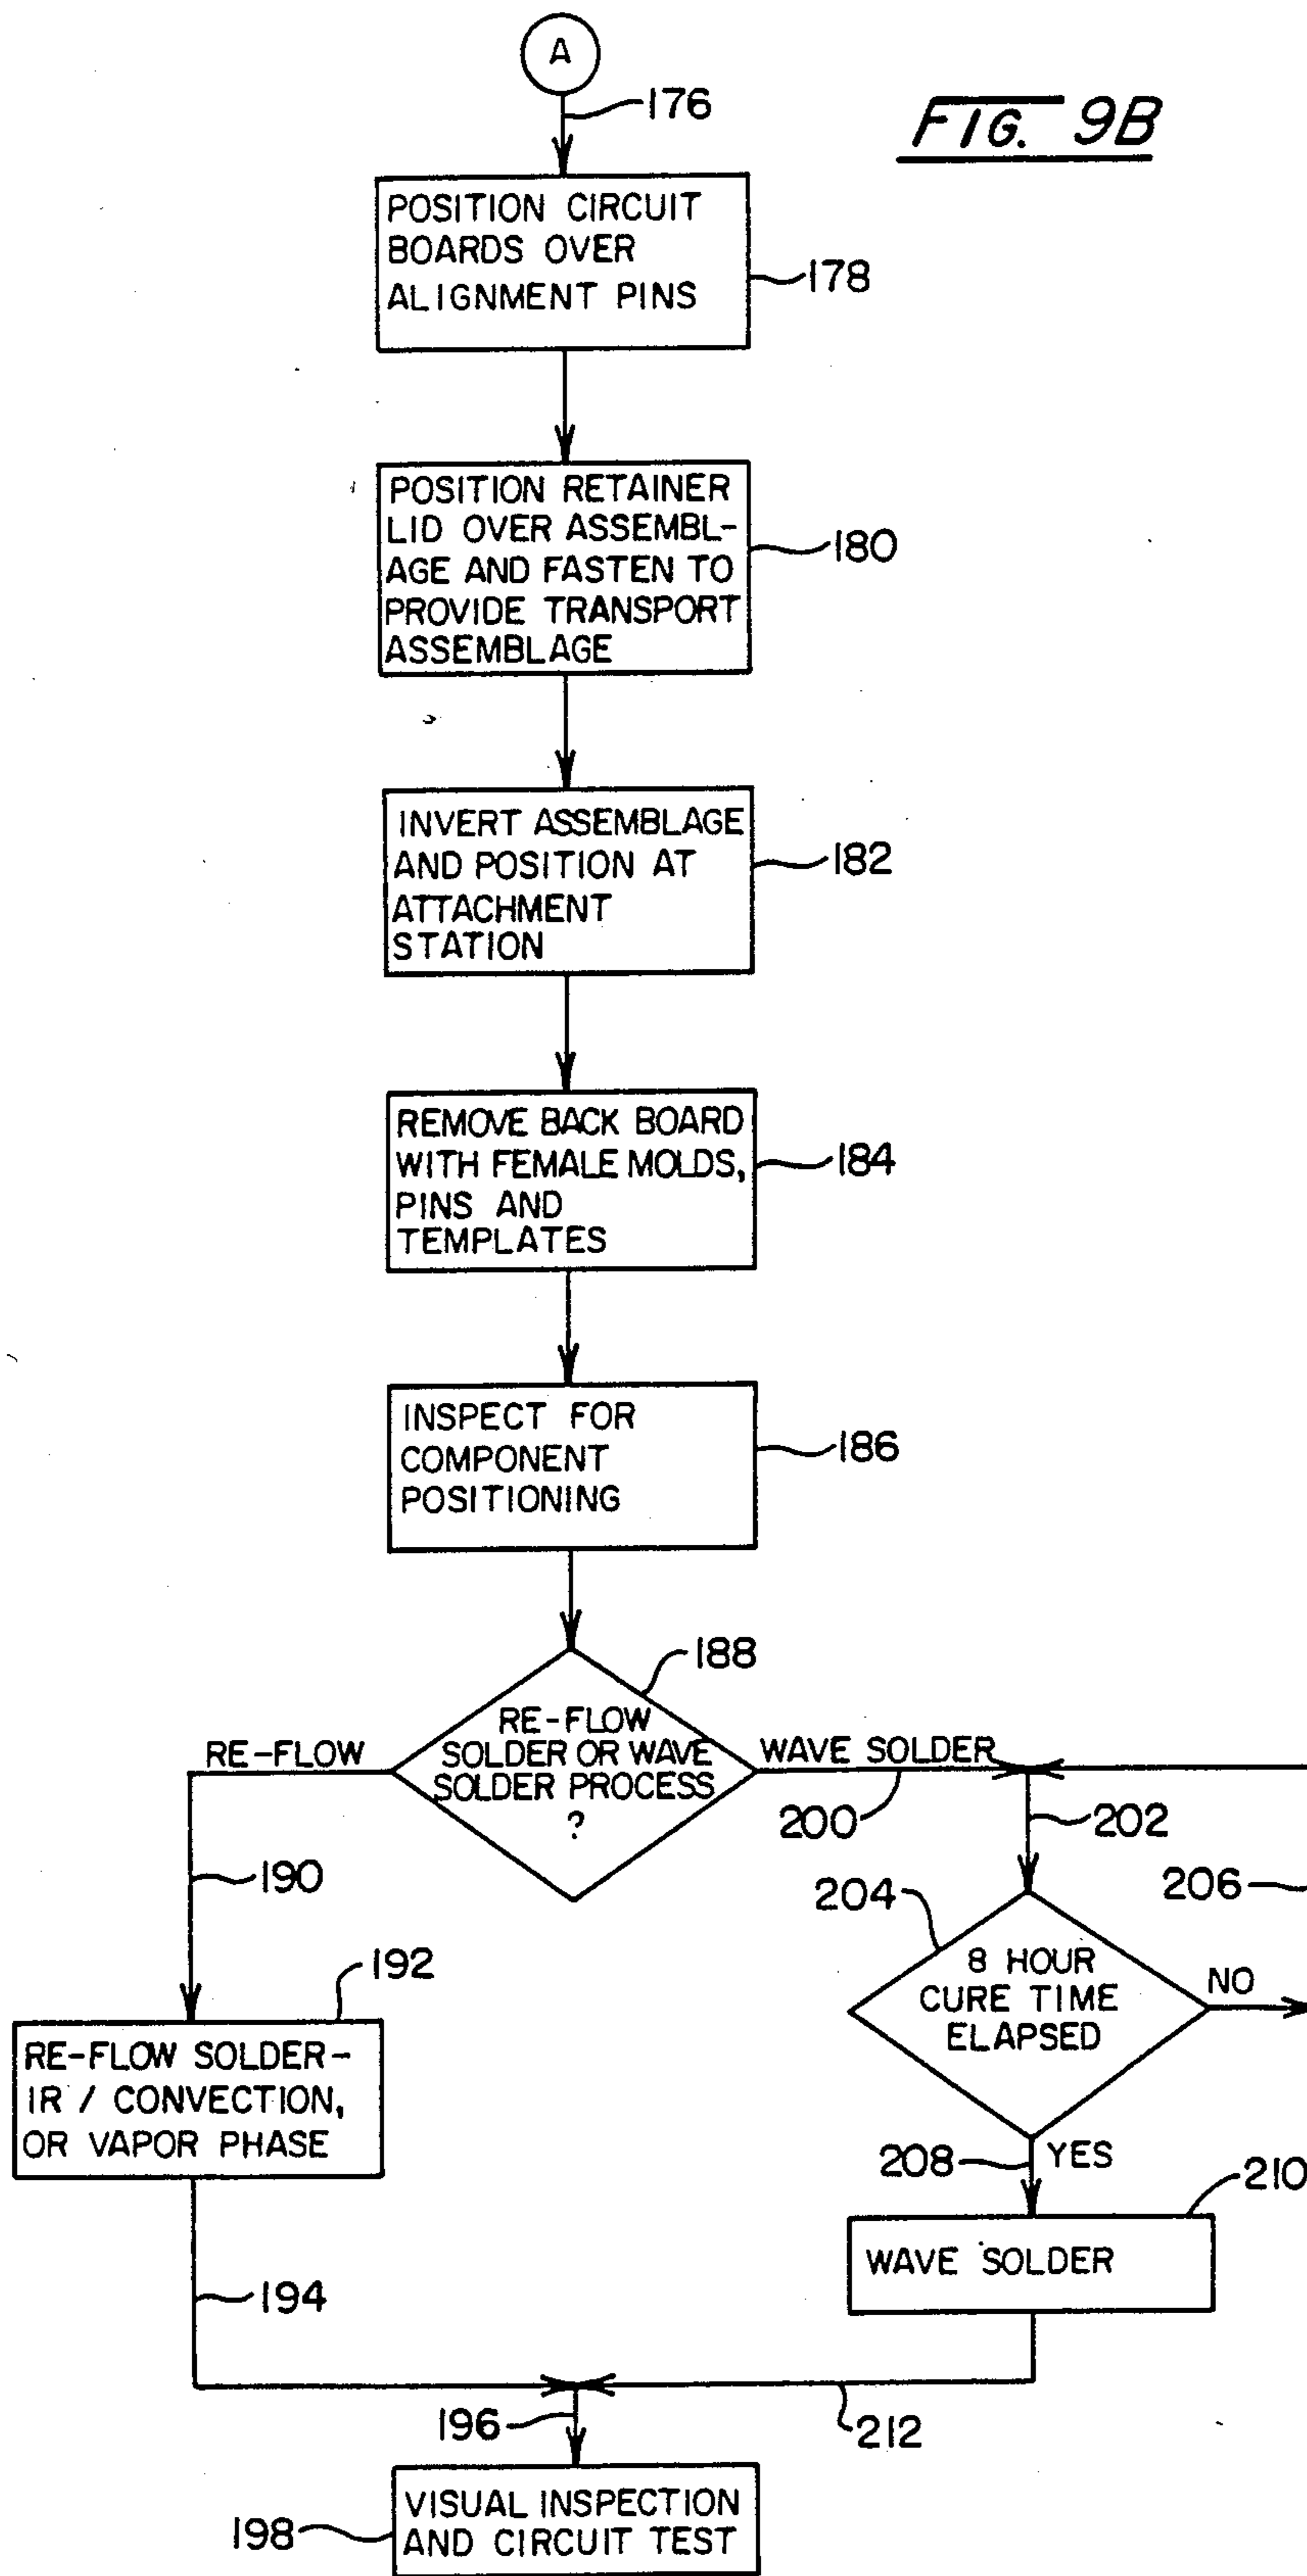 A
176
FIG. 9B
POSITION CIRCUIT
BOARDS OVER
ALIGNMENT PINS
178
POSITION RETAINER
LID OVER ASSEMBL-
AGE AND FASTEN TO
PROVIDE TRANSPORT
ASSEMBLAGE
180
INVERT ASSEMBLAGE
AND POSITION AT
ATTACHMENT
STATION
182
REMOVE BACK BOARD
WITH FEMALE MOLDS,
PINS AND
TEMPLATES
184
INSPECT FOR
COMPONENT
POSITIONING
186
188
RE-FLOW
SOLDER OR WAVE
SOLDER PROCESS
?
RE-FLOW
WAVE SOLDER
200
202
190
204
206
8 HOUR
CURE TIME
ELAPSED
NO
192
RE-FLOW SOLDER-
IR / CONVECTION,
OR VAPOR PHASE
208
YES
210
WAVE SOLDER
194
196
212
VISUAL INSPECTION
AND CIRCUIT TEST
198